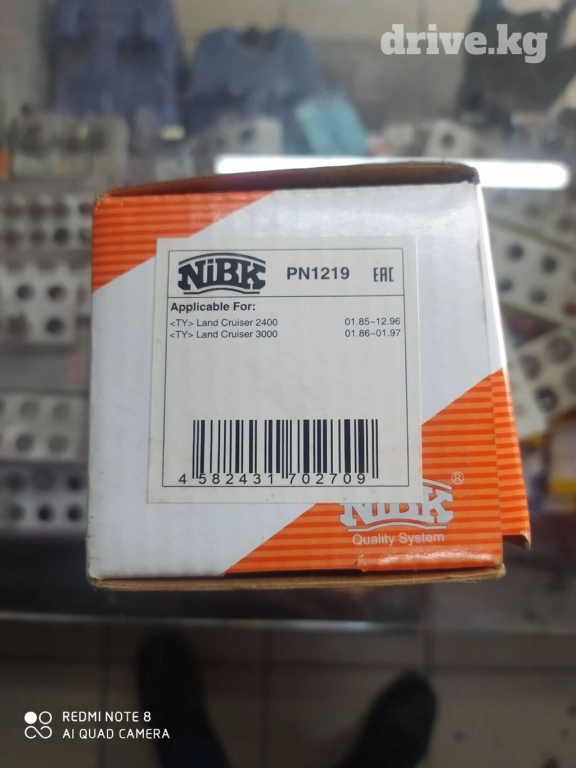 drive.kg
NiBK PN1219 EAC
Applicable For:
<TY> Land Cruiser 2400 01.85~12.96
<TY> Land Cruiser 3000 01.86~01.97
4 582431 702709
NiBK ®
Quality System
REDMI NOTE 8
AI QUAD CAMERA